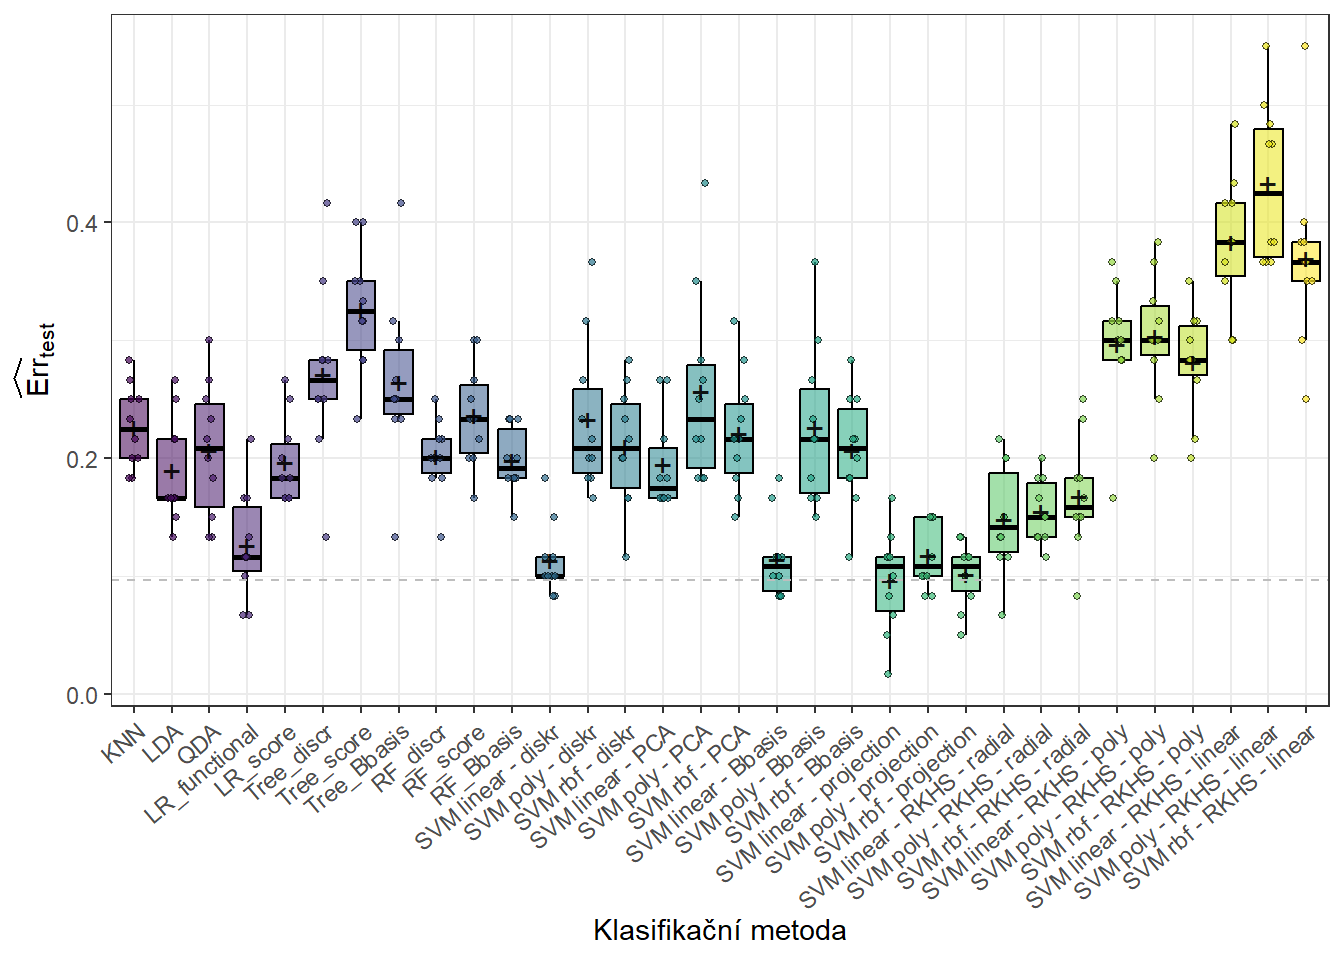 Êrr_test
0.4
0.2
0.0
KNN
LDA
QDA
LR_functional
LR_score
Tree_discr
Tree_score
Tree_Bbasis
RF_discr
RF_score
RF_Bbasis
SVM linear - diskr
SVM poly - diskr
SVM rbf - diskr
SVM linear - PCA
SVM poly - PCA
SVM rbf - PCA
SVM linear - Bbasis
SVM poly - Bbasis
SVM rbf - Bbasis
SVM linear - projection
SVM poly - projection
SVM rbf - projection
SVM linear - RKHS - radial
SVM poly - RKHS - radial
SVM rbf - RKHS - radial
SVM linear - RKHS - poly
SVM poly - RKHS - poly
SVM rbf - RKHS - poly
SVM linear - RKHS - linear
SVM poly - RKHS - linear
SVM rbf - RKHS - linear
Klasifikační metoda